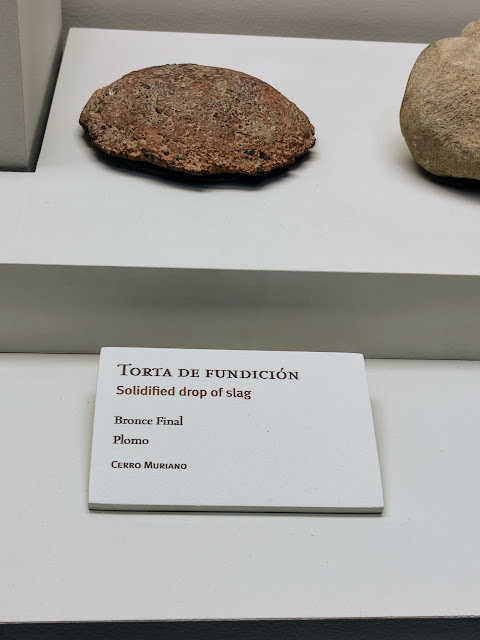 Torta de fundición
Solidified drop of slag
Bronce Final
Plomo
Cerro Muriano